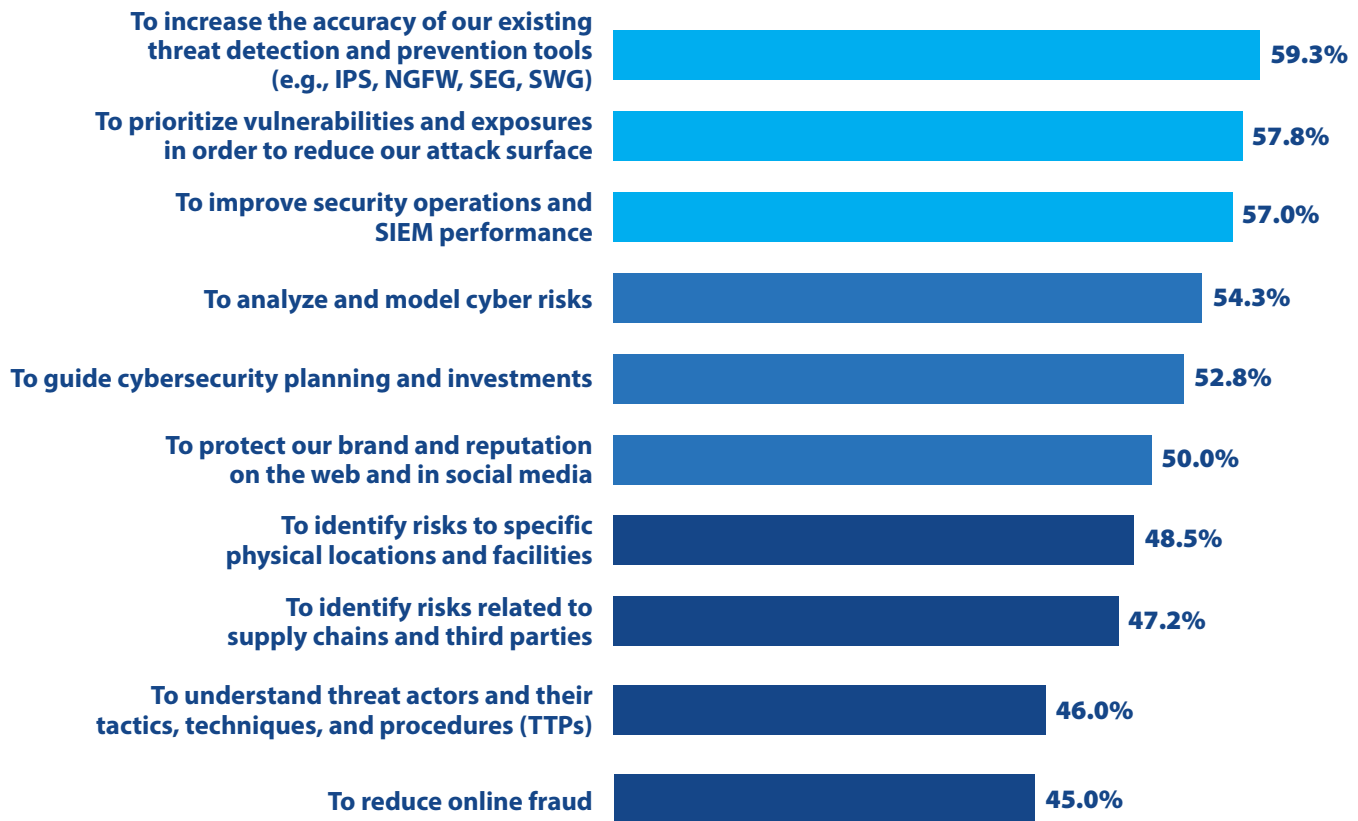 To increase the accuracy of our existing
threat detection and prevention tools
(e.g., IPS, NGFW, SEG, SWG)
59.3%
To prioritize vulnerabilities and exposures
in order to reduce our attack surface
57.8%
To improve security operations and
SIEM performance
57.0%
To analyze and model cyber risks
54.3%
To guide cybersecurity planning and investments
52.8%
To protect our brand and reputation
on the web and in social media
50.0%
To identify risks to specific
physical locations and facilities
48.5%
To identify risks related to
supply chains and third parties
47.2%
To understand threat actors and their
tactics, techniques, and procedures (TTPs)
46.0%
To reduce online fraud
45.0%